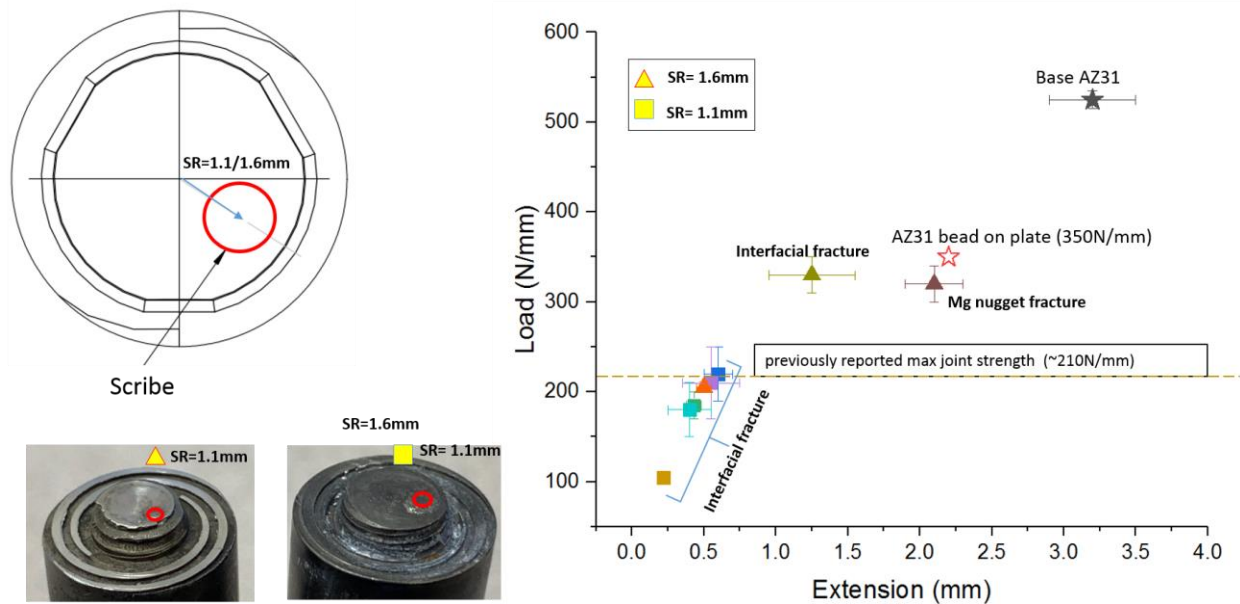 SR=1.1/1.6mm
Scribe
SR=1.1mm
SR=1.6mm
SR= 1.1mm
600
500
400
300
200
100
Load (N/mm)
SR= 1.6mm
SR= 1.1mm
Base AZ31
AZ31 bead on plate (350N/mm)
Interfacial fracture
Mg nugget fracture
previously reported max joint strength (~210N/mm)
Interfacial fracture
0.0 0.5 1.0 1.5 2.0 2.5 3.0 3.5 4.0
Extension (mm)